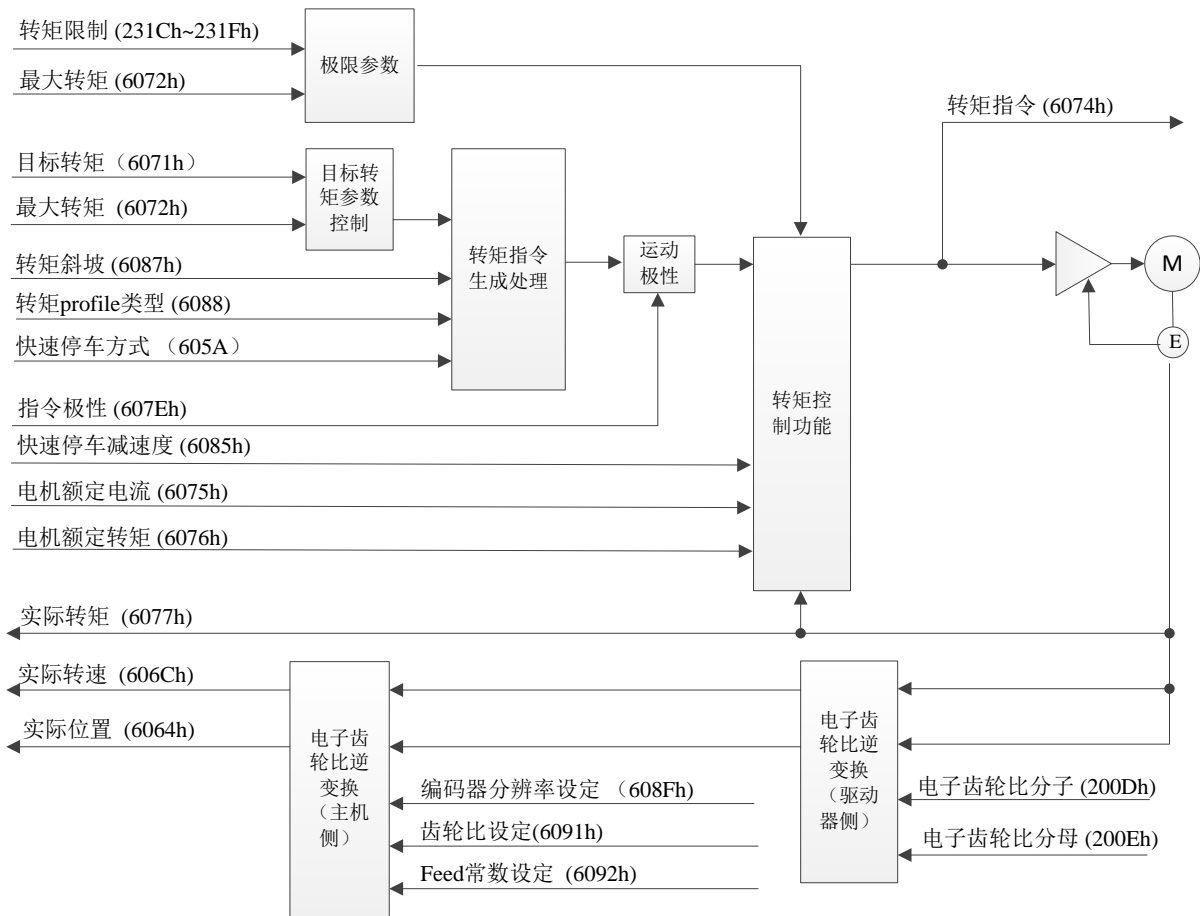 转矩限制 (231Ch~231Fh)
最大转矩 (6072h)
极限参数
转矩指令 (6074h)
目标转矩（6071h）
最大转矩 (6072h)
目标转
矩参数
控制
转矩斜坡 (6087h)
转矩profile类型 (6088)
快速停车方式 （605A）
转矩指令
生成处理
运动
极性
M
E
指令极性 (607Eh)
快速停车减速度 (6085h)
电机额定电流 (6075h)
电机额定转矩 (6076h)
转矩控
制功能
实际转矩 (6077h)
实际转速 (606Ch)
实际位置 (6064h)
电子齿
轮比逆
变换
（主机
侧）
编码器分辨率设定 （608Fh)
齿轮比设定(6091h)
Feed常数设定 (6092h)
电子齿
轮比逆
变换
（驱动
器侧）
电子齿轮比分子 (200Dh)
电子齿轮比分母 (200Eh)